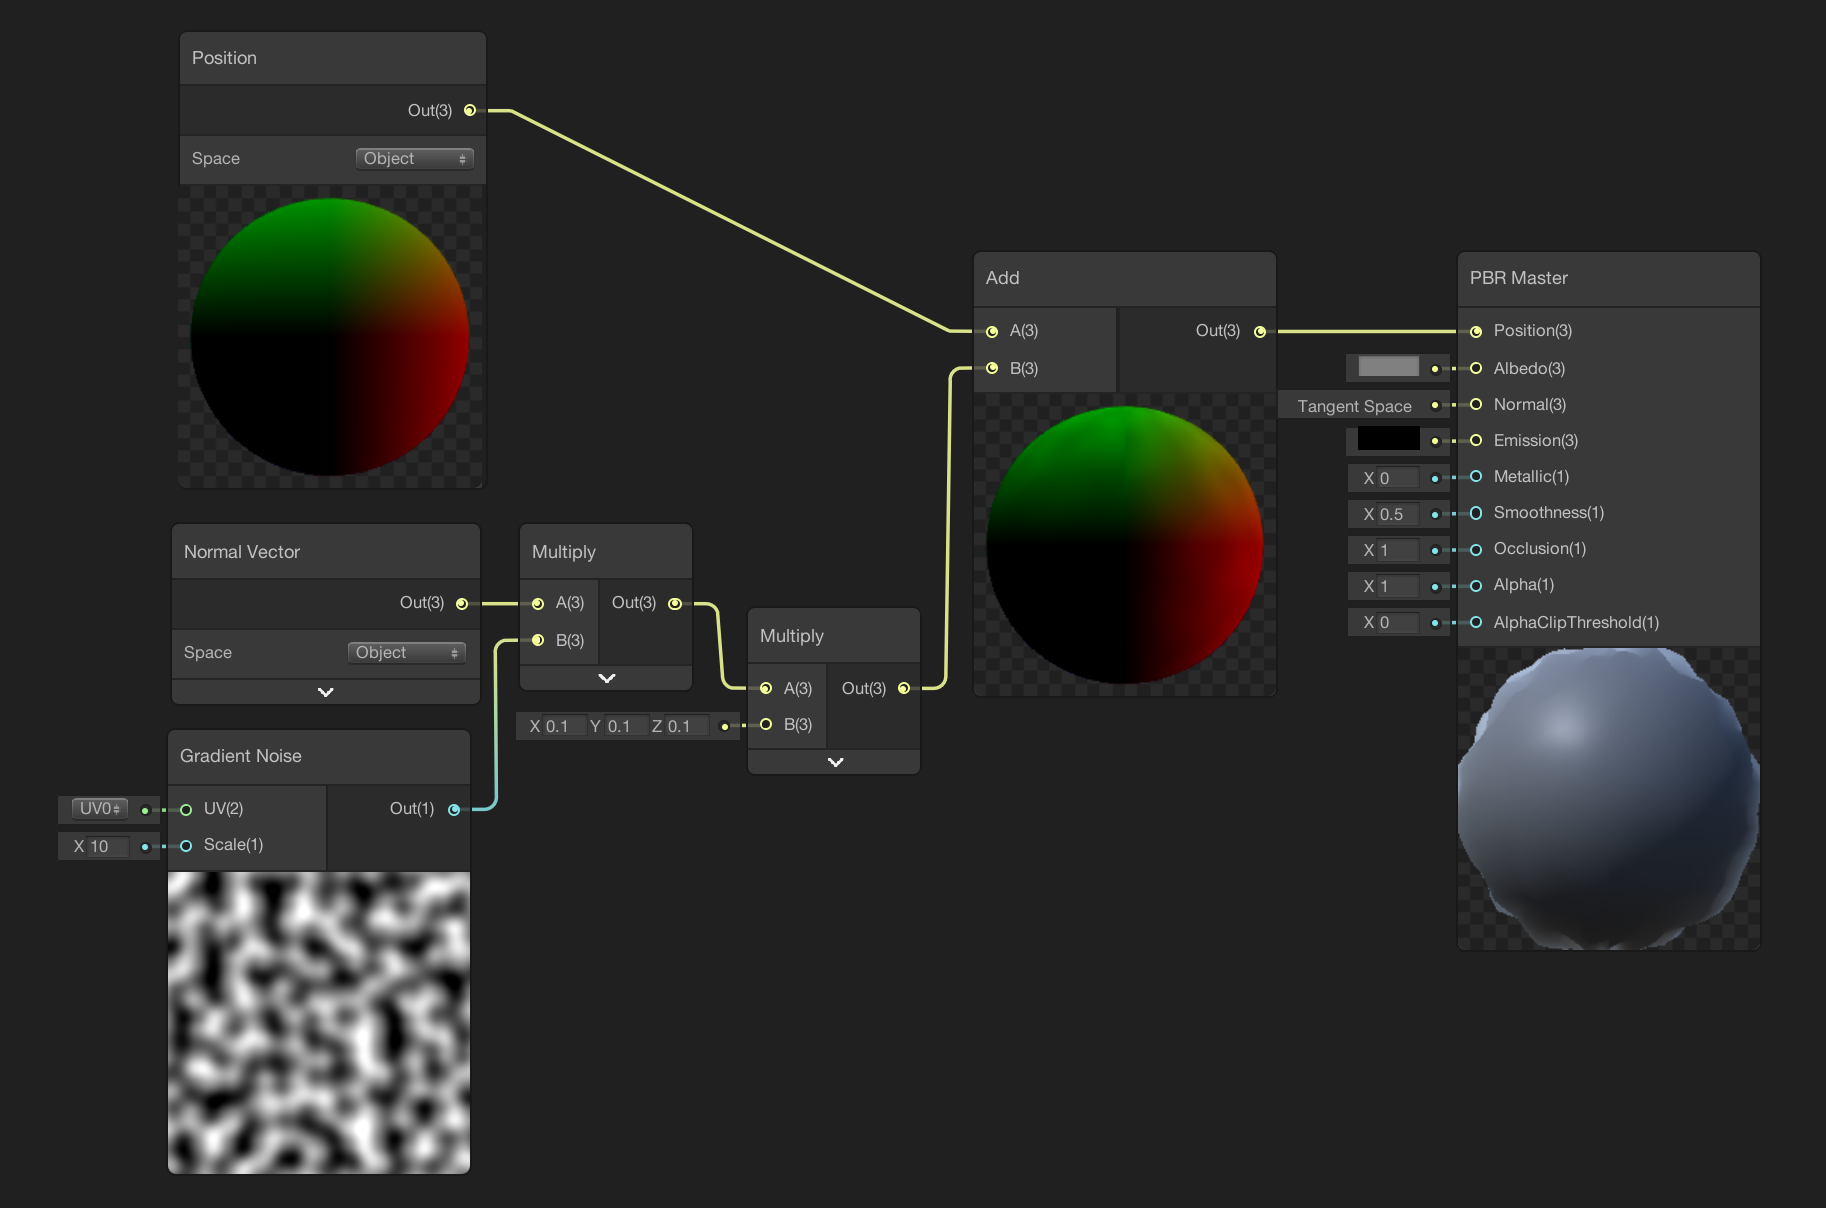 Position
Out(3)
Space Object
Normal Vector
Out(3)
Space Object
Gradient Noise
UV0 UV(2) Out(1)
X 10 Scale(1)
Multiply
A(3) Out(3)
B(3)
Multiply
A(3) Out(3)
X 0.1 Y 0.1 Z 0.1 B(3)
Add
A(3) Out(3)
B(3)
PBR Master
Position(3)
Albedo(3)
Tangent Space Normal(3)
Emission(3)
X 0 Metallic(1)
X 0.5 Smoothness(1)
X 1 Occlusion(1)
X 1 Alpha(1)
X 0 AlphaClipThreshold(1)